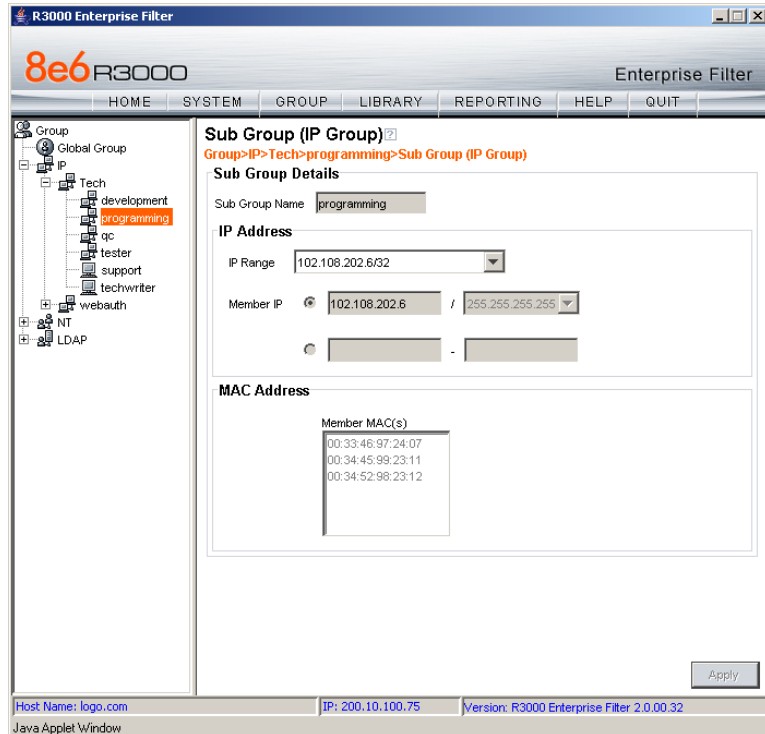 R3000 Enterprise Filter
8e6 R3000
Enterprise Filter
HOME SYSTEM GROUP LIBRARY REPORTING HELP QUIT
Group
Global Group
IP
Tech
development
programming
qc
tester
support
techwriter
webauth
NT
LDAP
Sub Group (IP Group)?
Group>IP>Tech>programming>Sub Group (IP Group)
Sub Group Details
Sub Group Name programming
IP Address
IP Range 102.108.202.6/32
Member IP 102.108.202.6 / 255.255.255.255
-
MAC Address
Member MAC(s)
00:33:46:97:24:07
00:34:45:99:23:11
00:34:52:98:23:12
Apply
Host Name: logo.com IP: 200.10.100.75 Version: R3000 Enterprise Filter 2.0.00.32
Java Applet Window